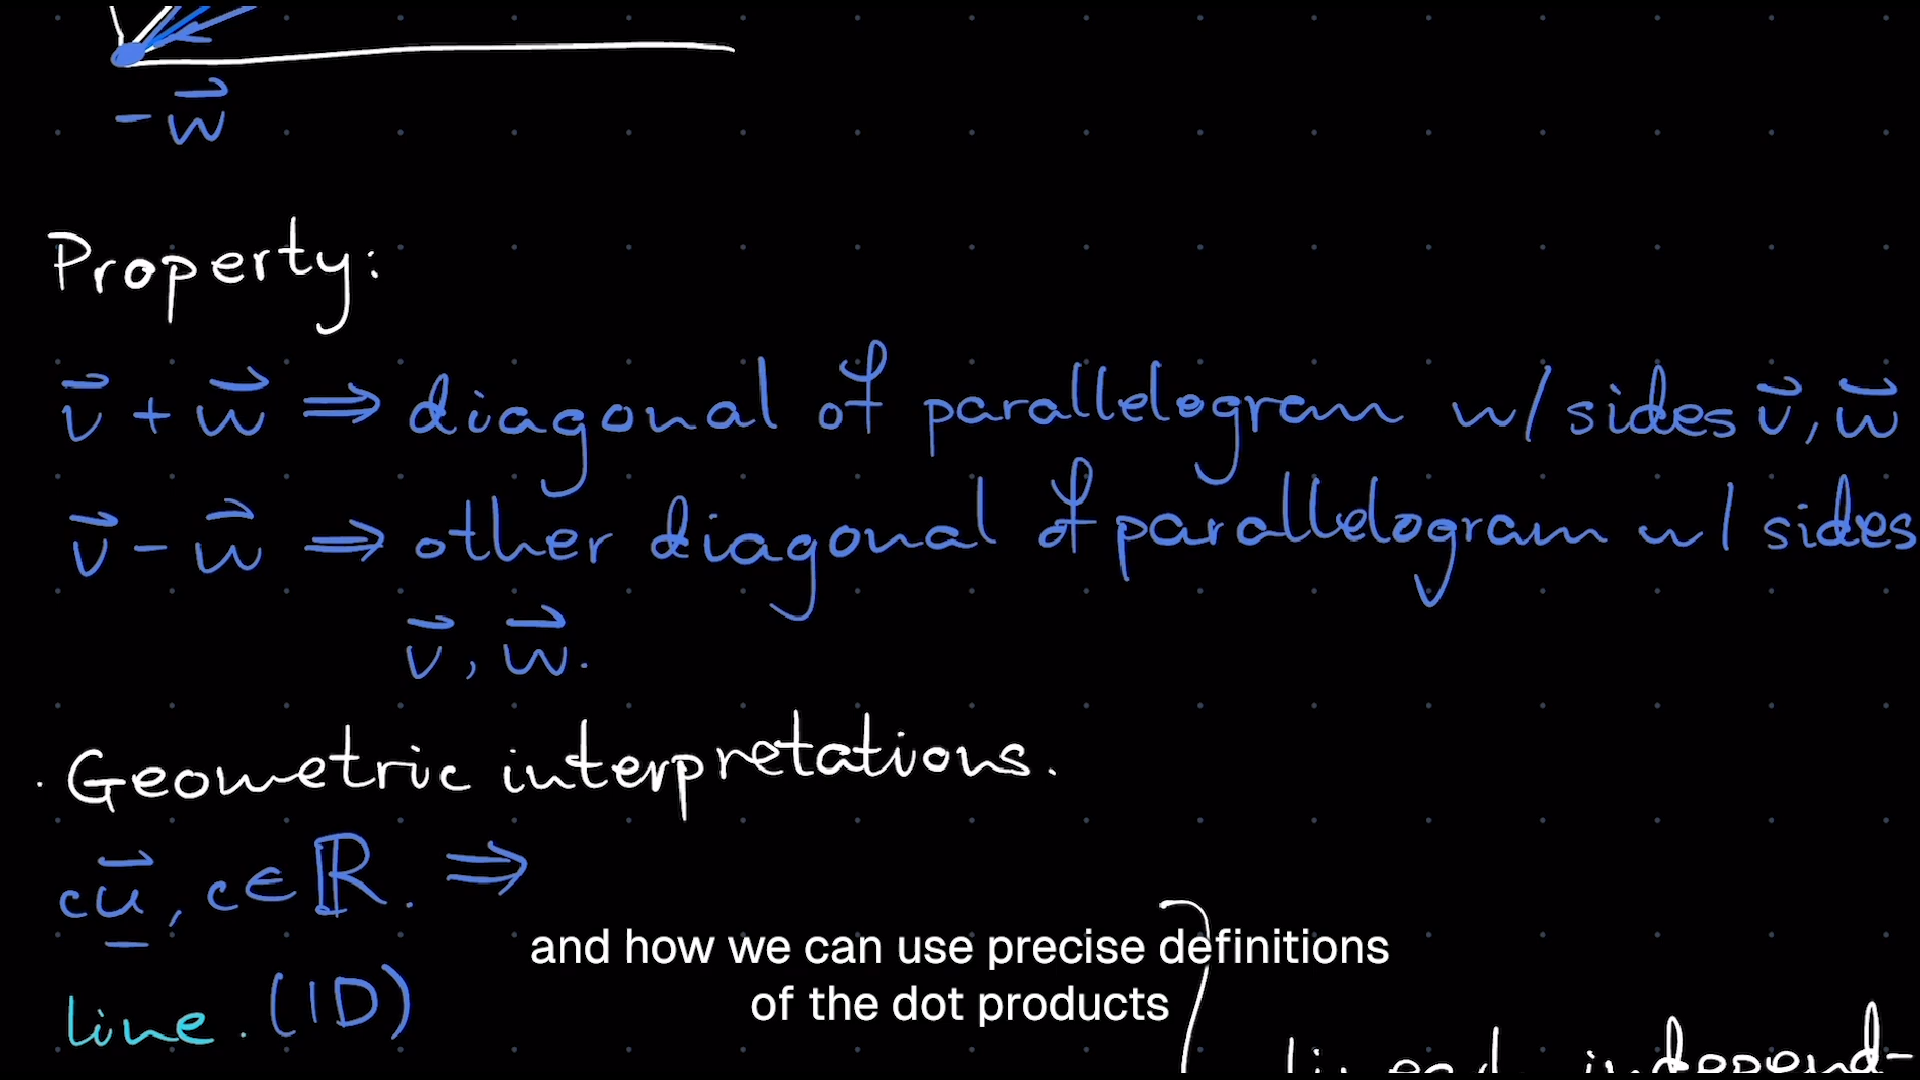 -w⃗
Property:
v⃗ + w⃗ ⇒ diagonal of parallelogram w/ sides v⃗, w⃗
v⃗ - w⃗ ⇒ other diagonal of parallelogram w/ sides
v⃗, w⃗.
· Geometric interpretations.
cu⃗, c∈ℝ. ⇒
line. (1D)
and how we can use precise definitions
of the dot products
independ-